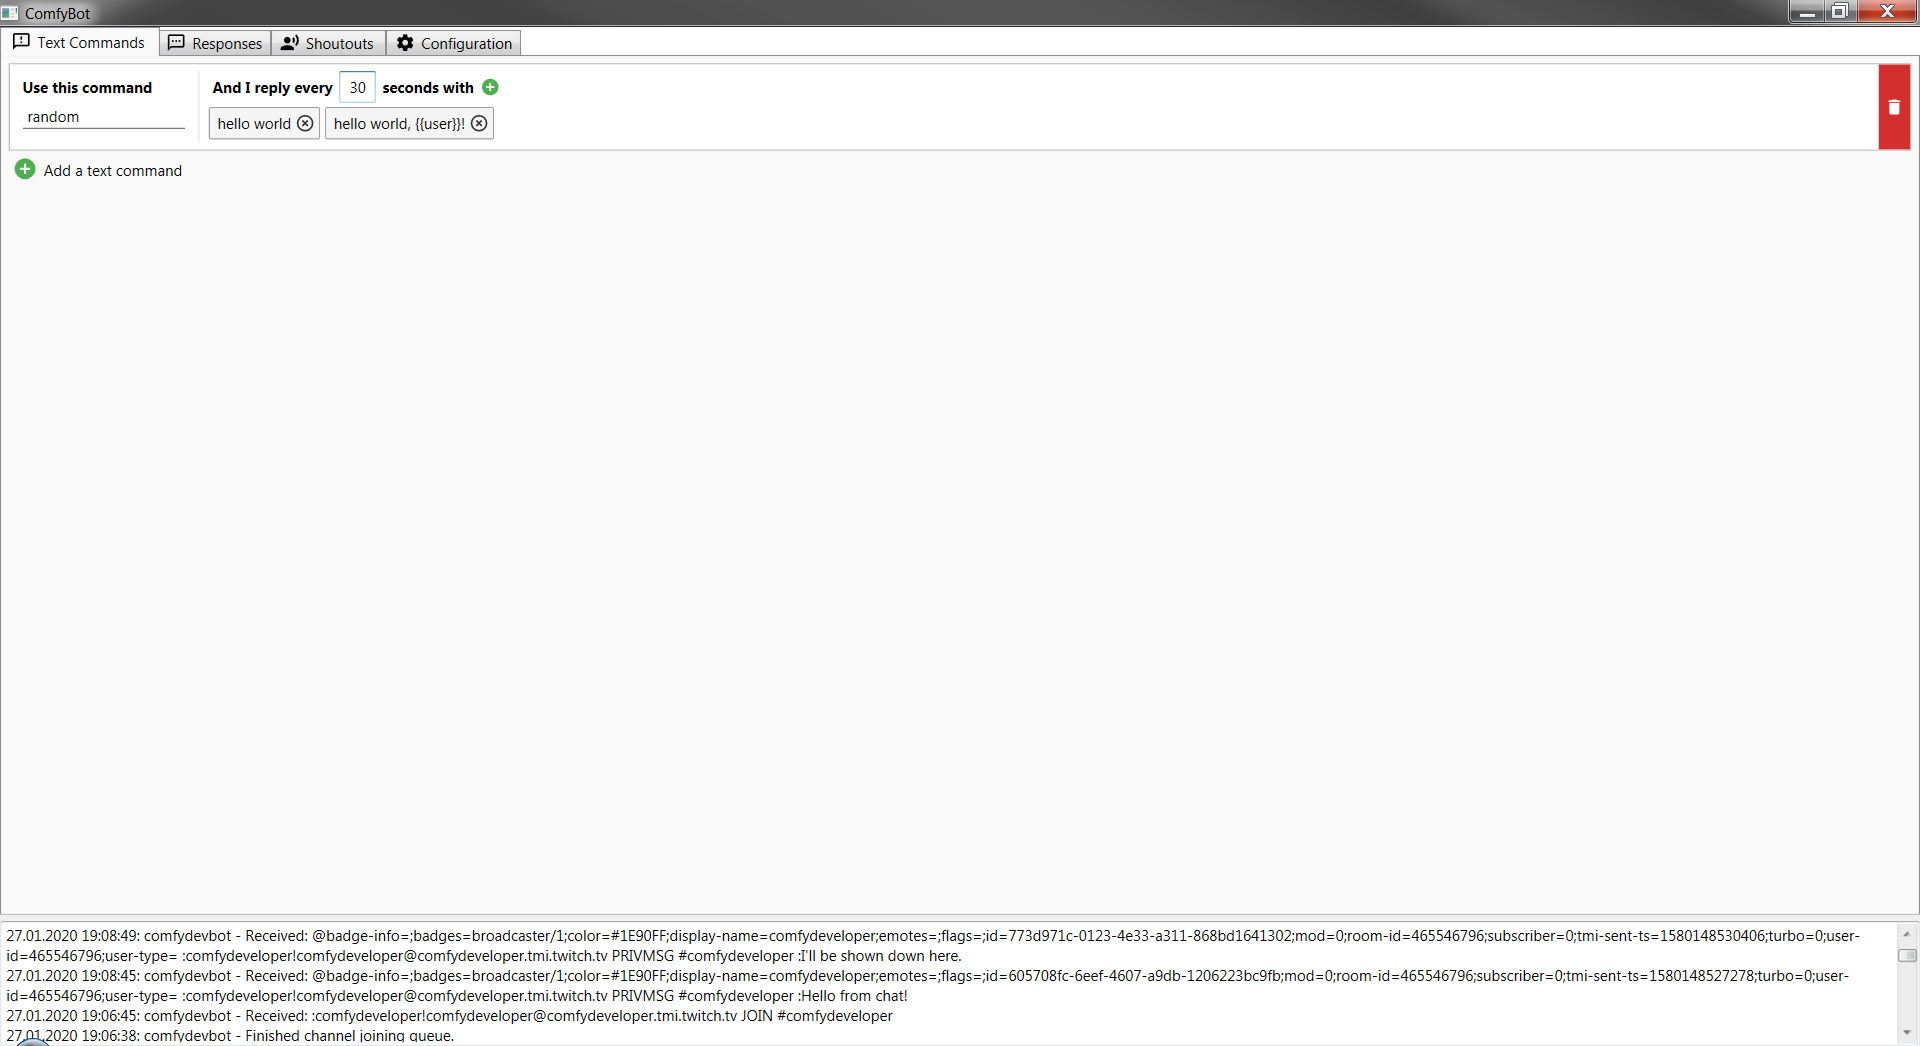 ComfyBot
Text Commands Responses Shoutouts Configuration
Use this command And I reply every 30 seconds with
random hello world hello world, {{user}}!
Add a text command
27.01.2020 19:08:49: comfydevbot - Received: @badge-info=;badges=broadcaster/1;color=#1E90FF;display-name=comfydeveloper;emotes=;flags=;id=773d971c-0123-4e33-a311-868bd1641302;mod=0;room-id=465546796;subscriber=0;tmi-sent-ts=1580148530406;turbo=0;user-
id=465546796;user-type= :comfydeveloper!comfydeveloper@comfydeveloper.tmi.twitch.tv PRIVMSG #comfydeveloper :I'll be shown down here.
27.01.2020 19:08:45: comfydevbot - Received: @badge-info=;badges=broadcaster/1;color=#1E90FF;display-name=comfydeveloper;emotes=;flags=;id=605708fc-6eef-4607-a9db-1206223bc9fb;mod=0;room-id=465546796;subscriber=0;tmi-sent-ts=1580148527278;turbo=0;user-
id=465546796;user-type= :comfydeveloper!comfydeveloper@comfydeveloper.tmi.twitch.tv PRIVMSG #comfydeveloper :Hello from chat!
27.01.2020 19:06:45: comfydevbot - Received: :comfydeveloper!comfydeveloper@comfydeveloper.tmi.twitch.tv JOIN #comfydeveloper
27.01.2020 19:06:38: comfydevbot - Finished channel joining queue.